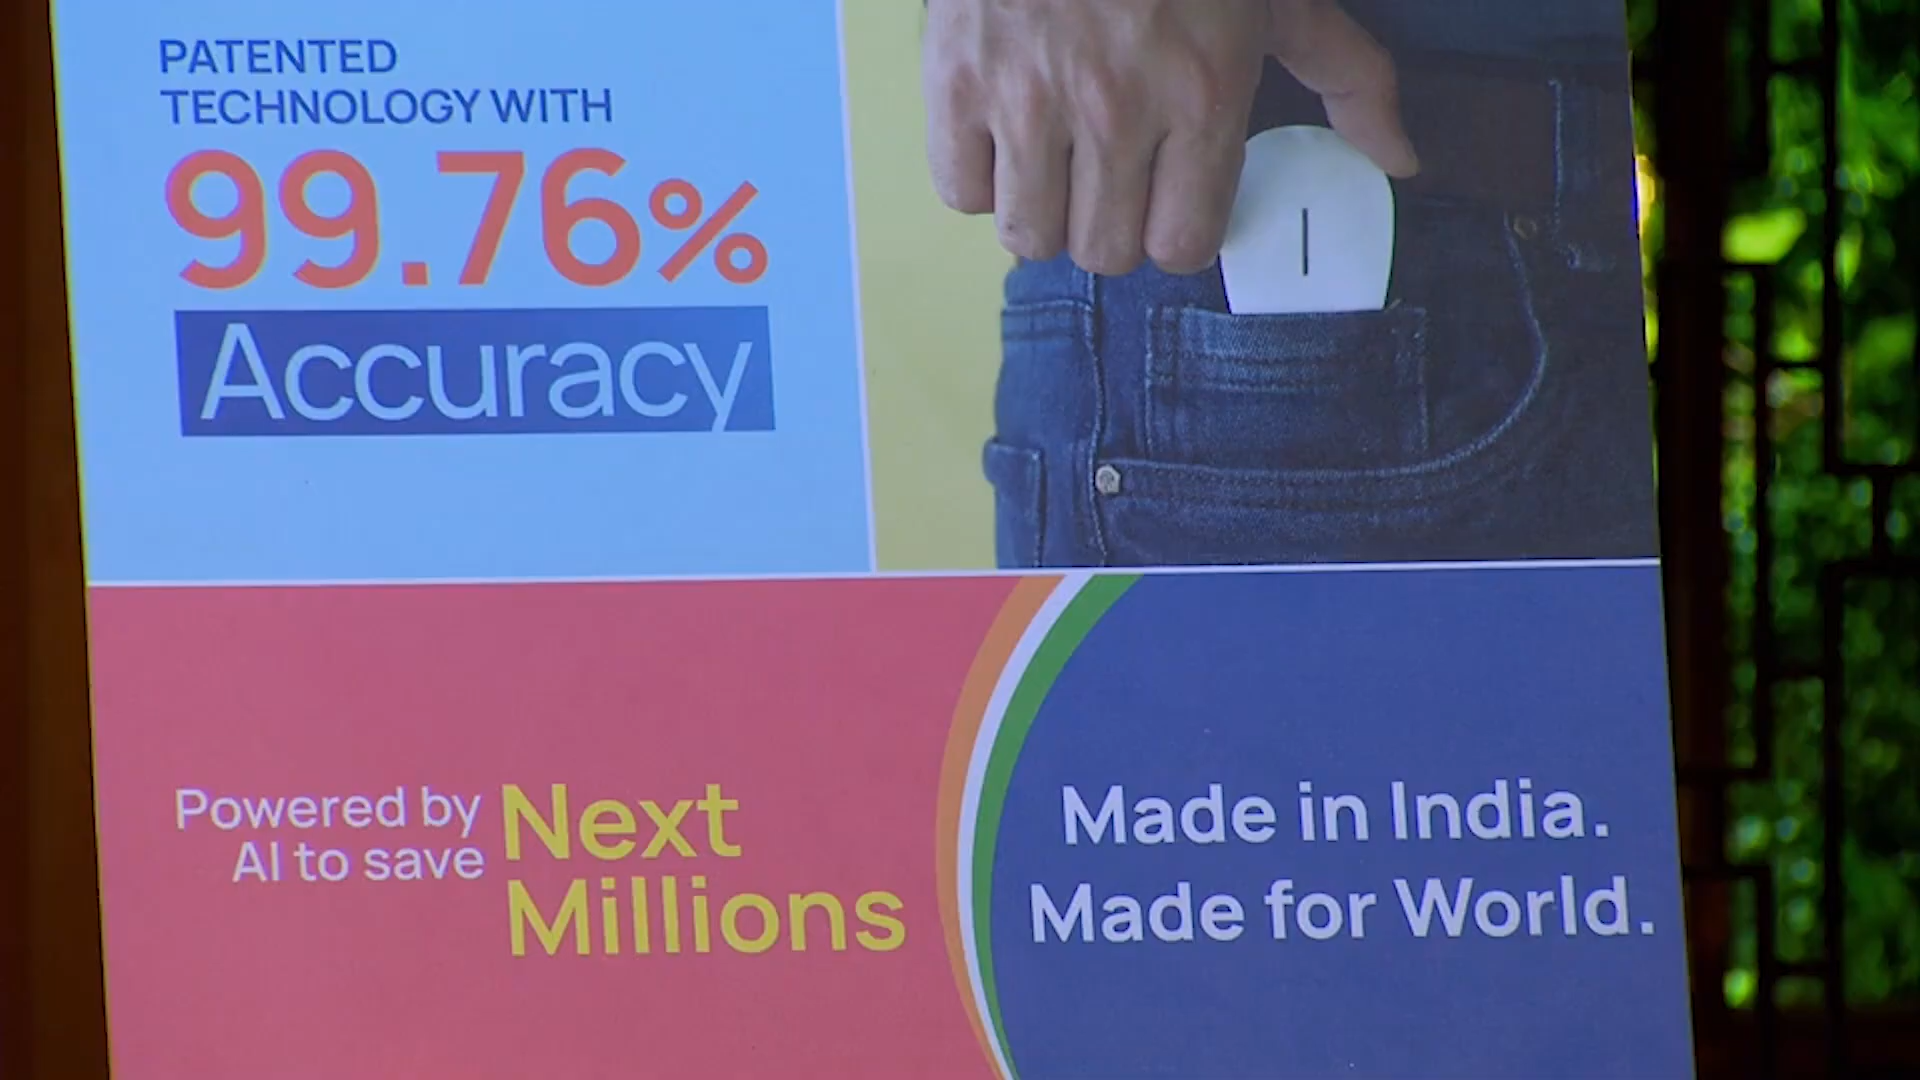 PATENTED
TECHNOLOGY WITH
99.76%
Accuracy
Powered by
AI to save
Next
Millions
Made in India.
Made for World.